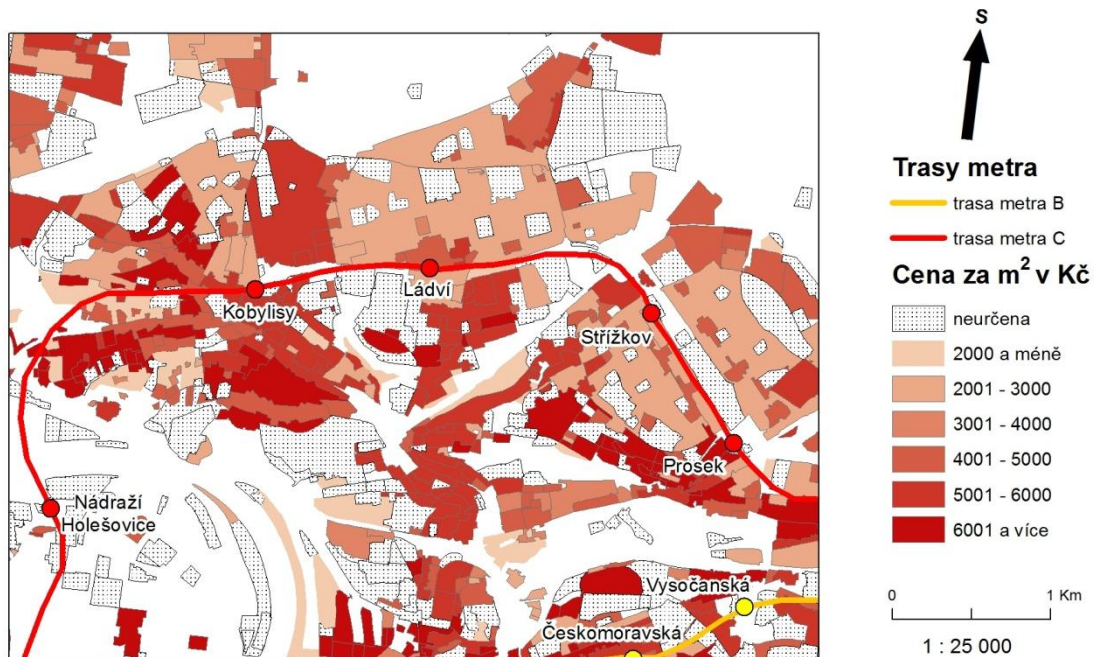 S
Trasy metra
trasa metra B
trasa metra C
Cena za m² v Kč
neurčena
2000 a méně
2001 - 3000
3001 - 4000
4001 - 5000
5001 - 6000
6001 a více
0
1 Km
1 : 25 000
Ládví
Kobylisy
Střížkov
Prosek
Nádraží
Holešovice
Vysočanská
Českomoravská